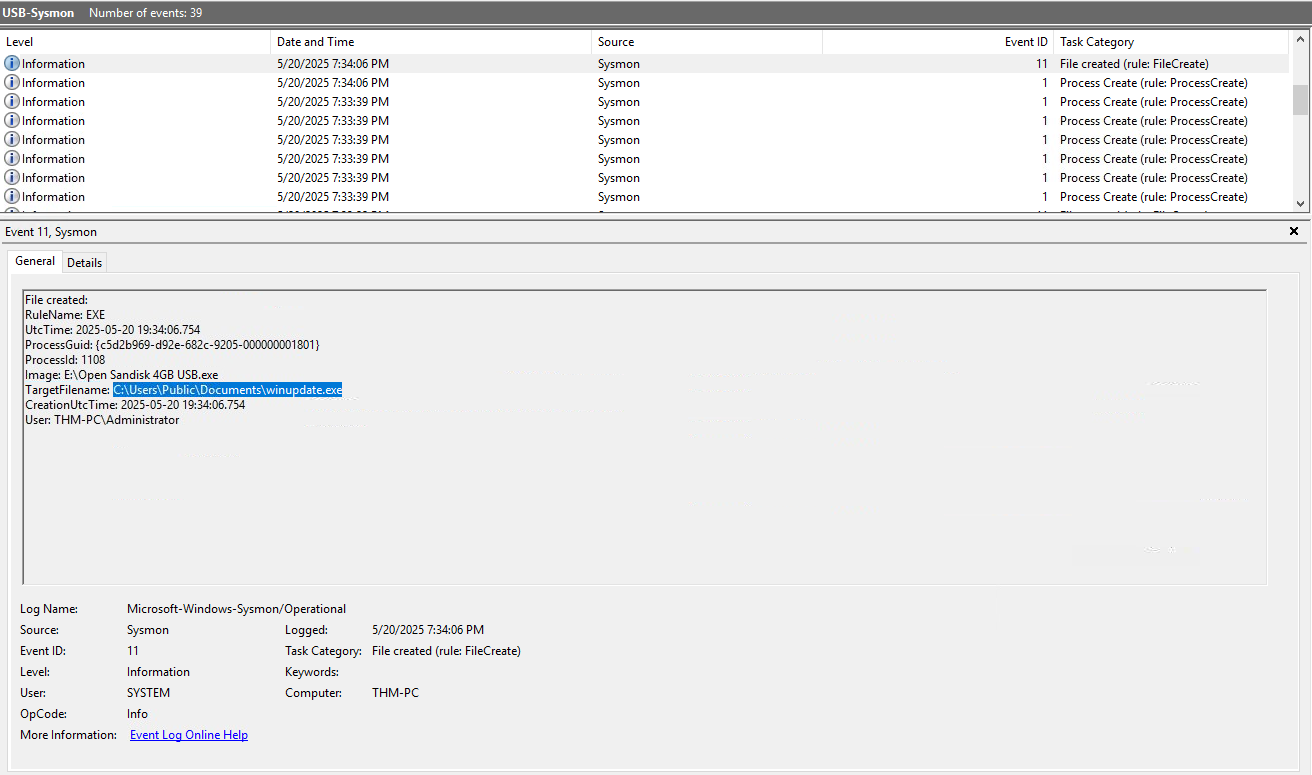 USB-Sysmon Number of events: 39
Level Date and Time Source Event ID Task Category
Information 5/20/2025 7:34:06 PM Sysmon 11 File created (rule: FileCreate)
Information 5/20/2025 7:34:06 PM Sysmon 1 Process Create (rule: ProcessCreate)
Information 5/20/2025 7:33:39 PM Sysmon 1 Process Create (rule: ProcessCreate)
Information 5/20/2025 7:33:39 PM Sysmon 1 Process Create (rule: ProcessCreate)
Information 5/20/2025 7:33:39 PM Sysmon 1 Process Create (rule: ProcessCreate)
Information 5/20/2025 7:33:39 PM Sysmon 1 Process Create (rule: ProcessCreate)
Information 5/20/2025 7:33:39 PM Sysmon 1 Process Create (rule: ProcessCreate)
Information 5/20/2025 7:33:39 PM Sysmon 1 Process Create (rule: ProcessCreate)
Event 11, Sysmon
General Details
File created:
RuleName: EXE
UtcTime: 2025-05-20 19:34:06.754
ProcessGuid: {c5d2b969-d92e-682c-9205-000000001801}
ProcessId: 1108
Image: E:\Open Sandisk 4GB USB.exe
TargetFilename: C:\Users\Public\Documents\winupdate.exe
CreationUtcTime: 2025-05-20 19:34:06.754
User: THM-PC\Administrator
Log Name: Microsoft-Windows-Sysmon/Operational
Source: Sysmon Logged: 5/20/2025 7:34:06 PM
Event ID: 11 Task Category: File created (rule: FileCreate)
Level: Information Keywords:
User: SYSTEM Computer: THM-PC
OpCode: Info
More Information: Event Log Online Help